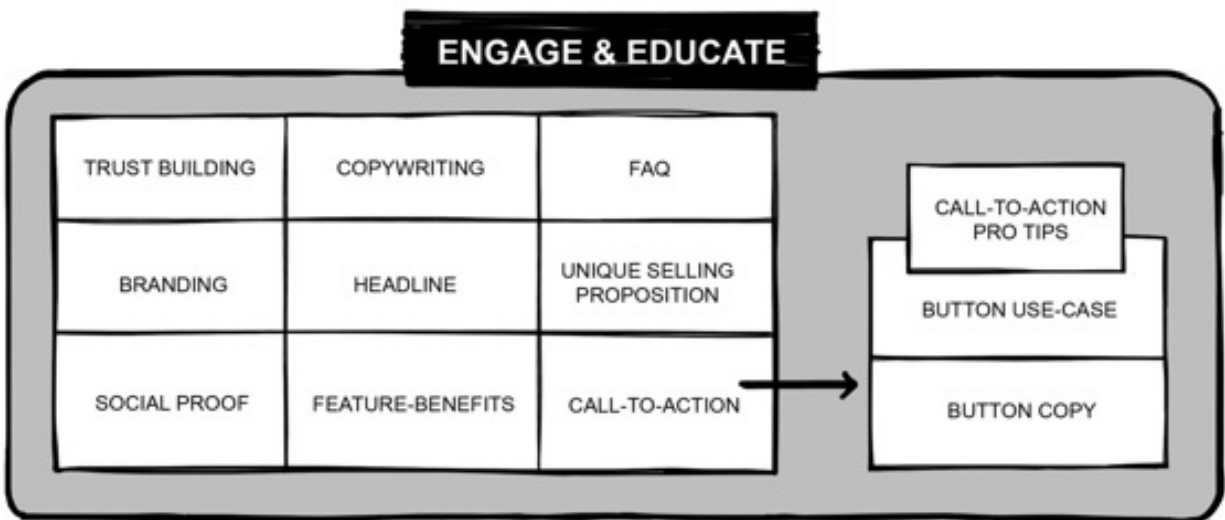 ENGAGE & EDUCATE
TRUST BUILDING
COPYWRITING
FAQ
BRANDING
HEADLINE
UNIQUE SELLING
PROPOSITION
SOCIAL PROOF
FEATURE-BENEFITS
CALL-TO-ACTION
CALL-TO-ACTION
PRO TIPS
BUTTON USE-CASE
BUTTON COPY